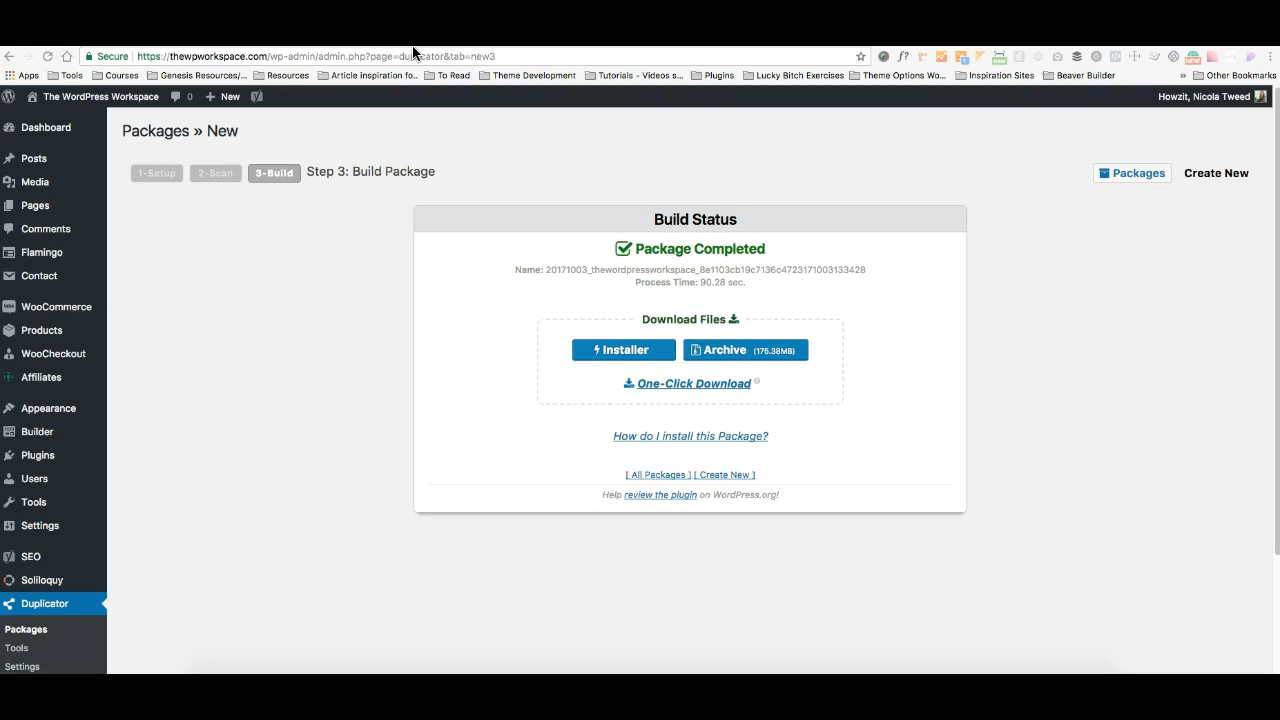 Secure https://thewpworkspace.com/wp-admin/admin.php?page=duplicator&tab=new3
Apps Tools Courses Genesis Resources/... Resources Article inspiration fo... To Read Theme Development Tutorials - Videos s... Plugins Lucky Bitch Exercises Theme Options Wo... Inspiration Sites Beaver Builder » Other Bookmarks
The WordPress Workspace 0 + New Howzit, Nicola Tweed
Dashboard
Posts
Media
Pages
Comments
Flamingo
Contact
WooCommerce
Products
WooCheckout
Affiliates
Appearance
Builder
Plugins
Users
Tools
Settings
SEO
Soliloquy
Duplicator
Packages
Tools
Settings
Packages » New
1-Setup 2-Scan 3-Build Step 3: Build Package
Packages Create New
Build Status
Package Completed
Name: 20171003_thewordpressworkspace_8e1103cb19c7136c4723171003133428
Process Time: 90.28 sec.
Download Files
Installer Archive (175.38MB)
One-Click Download
How do I install this Package?
[ All Packages ] [ Create New ]
Help review the plugin on WordPress.org!